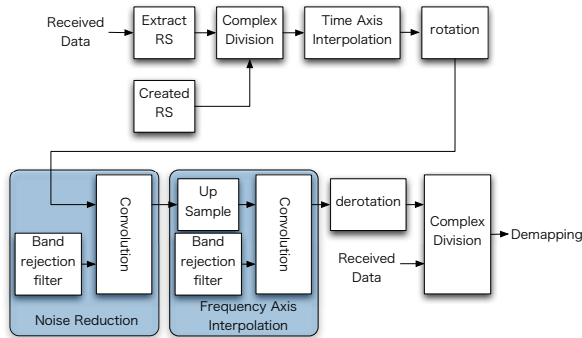 Received
Data
Extract
RS
Complex
Division
Time Axis
Interpolation
rotation
Created
RS
Convolution
Band
rejection
filter
Noise Reduction
Up
Sample
Band
rejection
filter
Convolution
Frequency Axis
Interpolation
derotation
Received
Data
Complex
Division
Demapping